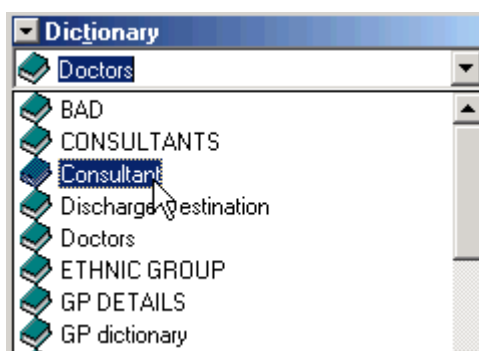 Dictionary
Doctors
BAD
CONSULTANTS
Consultant
Discharge Destination
Doctors
ETHNIC GROUP
GP DETAILS
GP dictionary